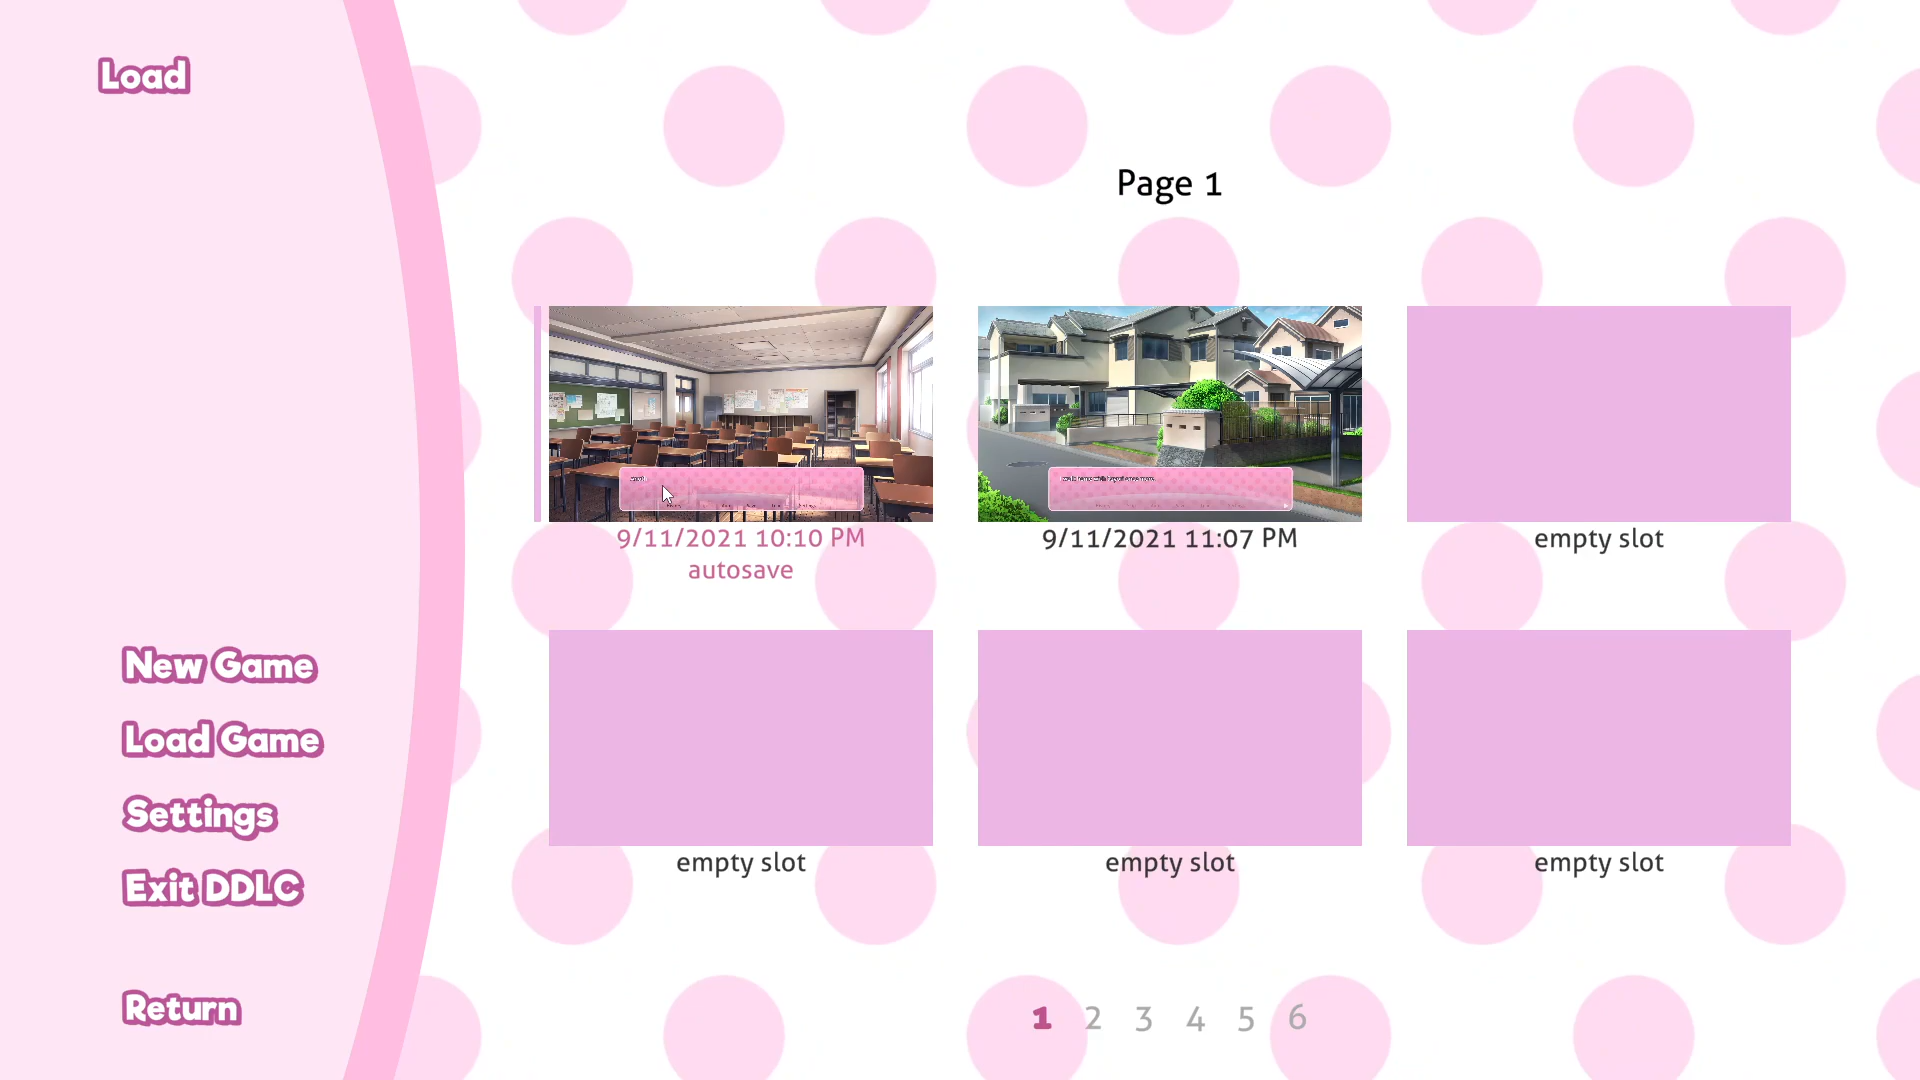 Load
Page 1
9/11/2021 10:10 PM
autosave
9/11/2021 11:07 PM
empty slot
empty slot
empty slot
empty slot
New Game
Load Game
Settings
Exit DDLC
Return
1 2 3 4 5 6